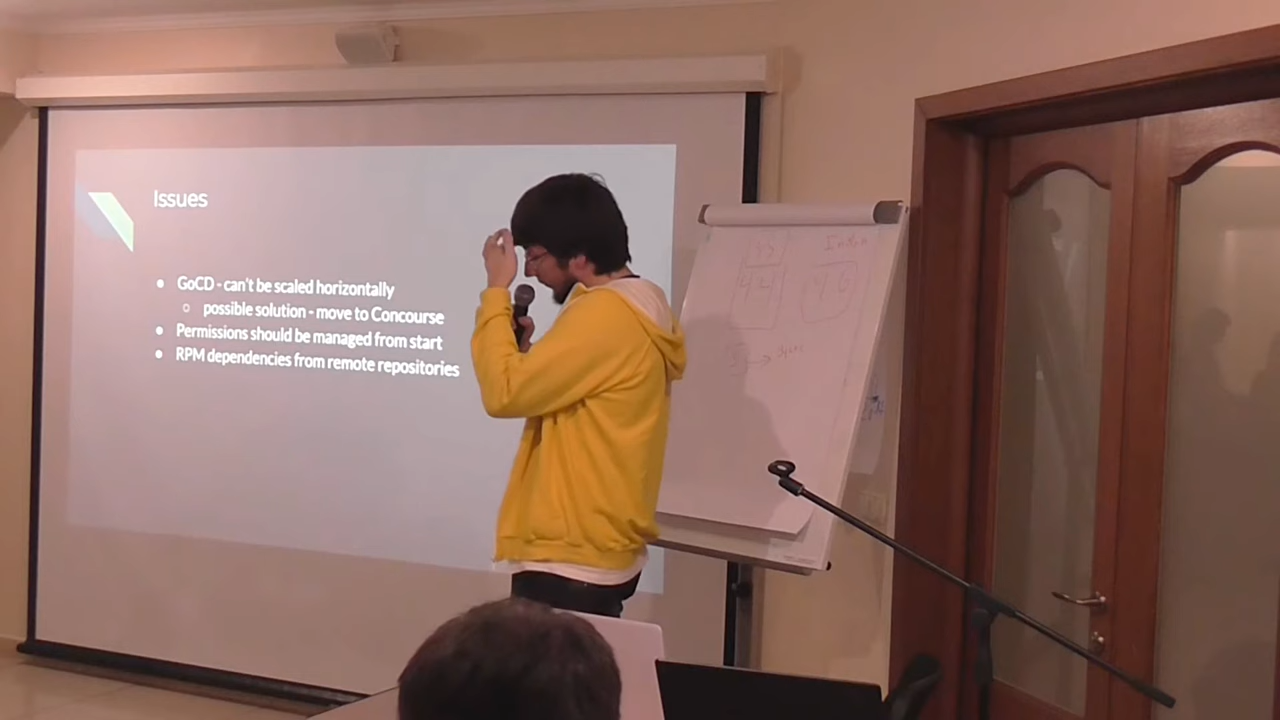 Issues
GoCD - can't be scaled horizontally
possible solution - move to Concourse
Permissions should be managed from start
RPM dependencies from remote repositories